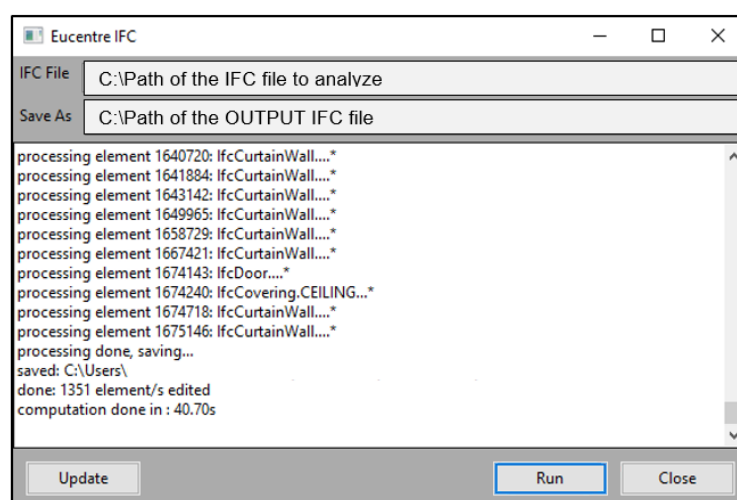 Eucentre IFC
IFC File C:\Path of the IFC file to analyze
Save As C:\Path of the OUTPUT IFC file
processing element 1640720: IfcCurtainWall....*
processing element 1641884: IfcCurtainWall....*
processing element 1643142: IfcCurtainWall....*
processing element 1649965: IfcCurtainWall....*
processing element 1658729: IfcCurtainWall....*
processing element 1667421: IfcCurtainWall....*
processing element 1674143: IfcDoor....*
processing element 1674240: IfcCovering.CEILING...*
processing element 1674718: IfcCurtainWall....*
processing element 1675146: IfcCurtainWall....*
processing done, saving...
saved: C:\Users\
done: 1351 element/s edited
computation done in : 40.70s
Update Run Close